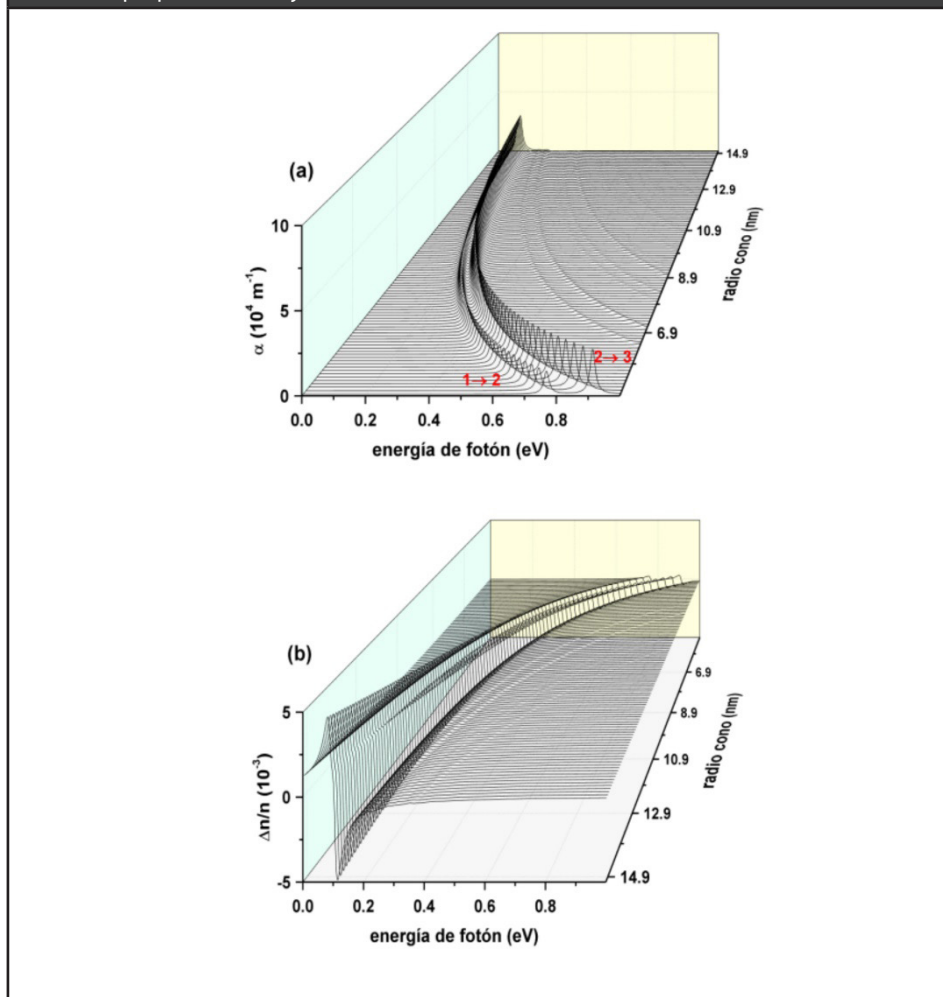 (a)
10
5
0
α (10⁴ m⁻¹)
0.0 0.2 0.4 0.6 0.8
energía de fotón (eV)
14.9
12.9
10.9
8.9
6.9
radio cono (nm)
1→2
2→3
(b)
5
0
-5
Δn/n (10⁻³)
0.0 0.2 0.4 0.6 0.8
energía de fotón (eV)
6.9
8.9
10.9
12.9
14.9
radio cono (nm)